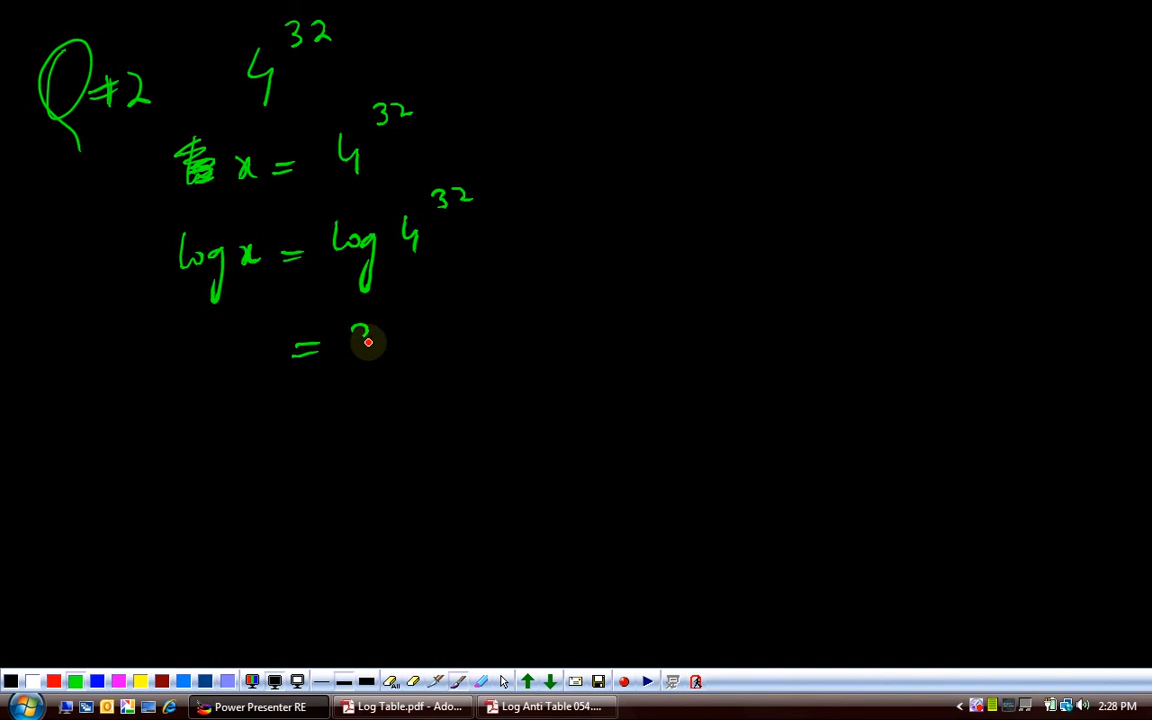 Q#2 4^32
x = 4^32
log x = log 4^32
= 3
Power Presenter RE
Log Table.pdf - Ado...
Log Anti Table 054....
2:28 PM